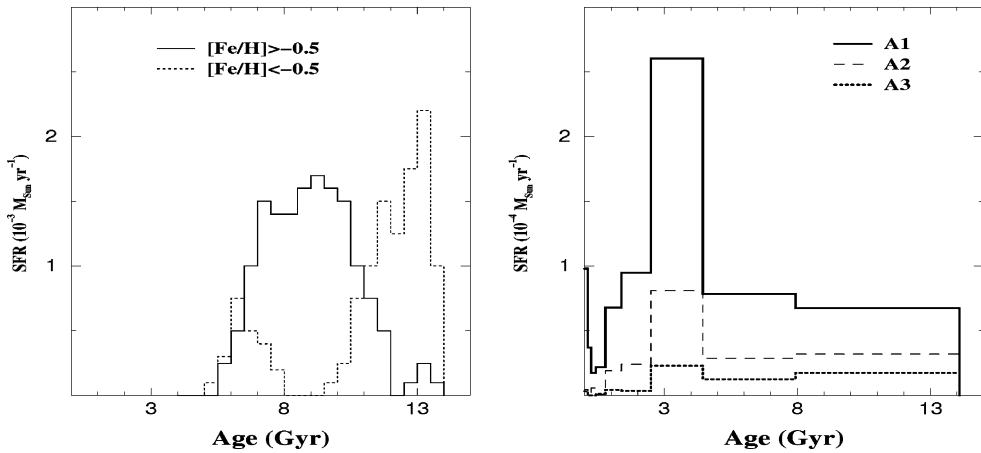 [Fe/H]>−0.5
[Fe/H]<−0.5
2
1
3
8
13
Age (Gyr)
SFR (10⁻³ M_Sun yr⁻¹)
A1
A2
A3
2
1
3
8
13
Age (Gyr)
SFR (10⁻⁴ M_Sun yr⁻¹)